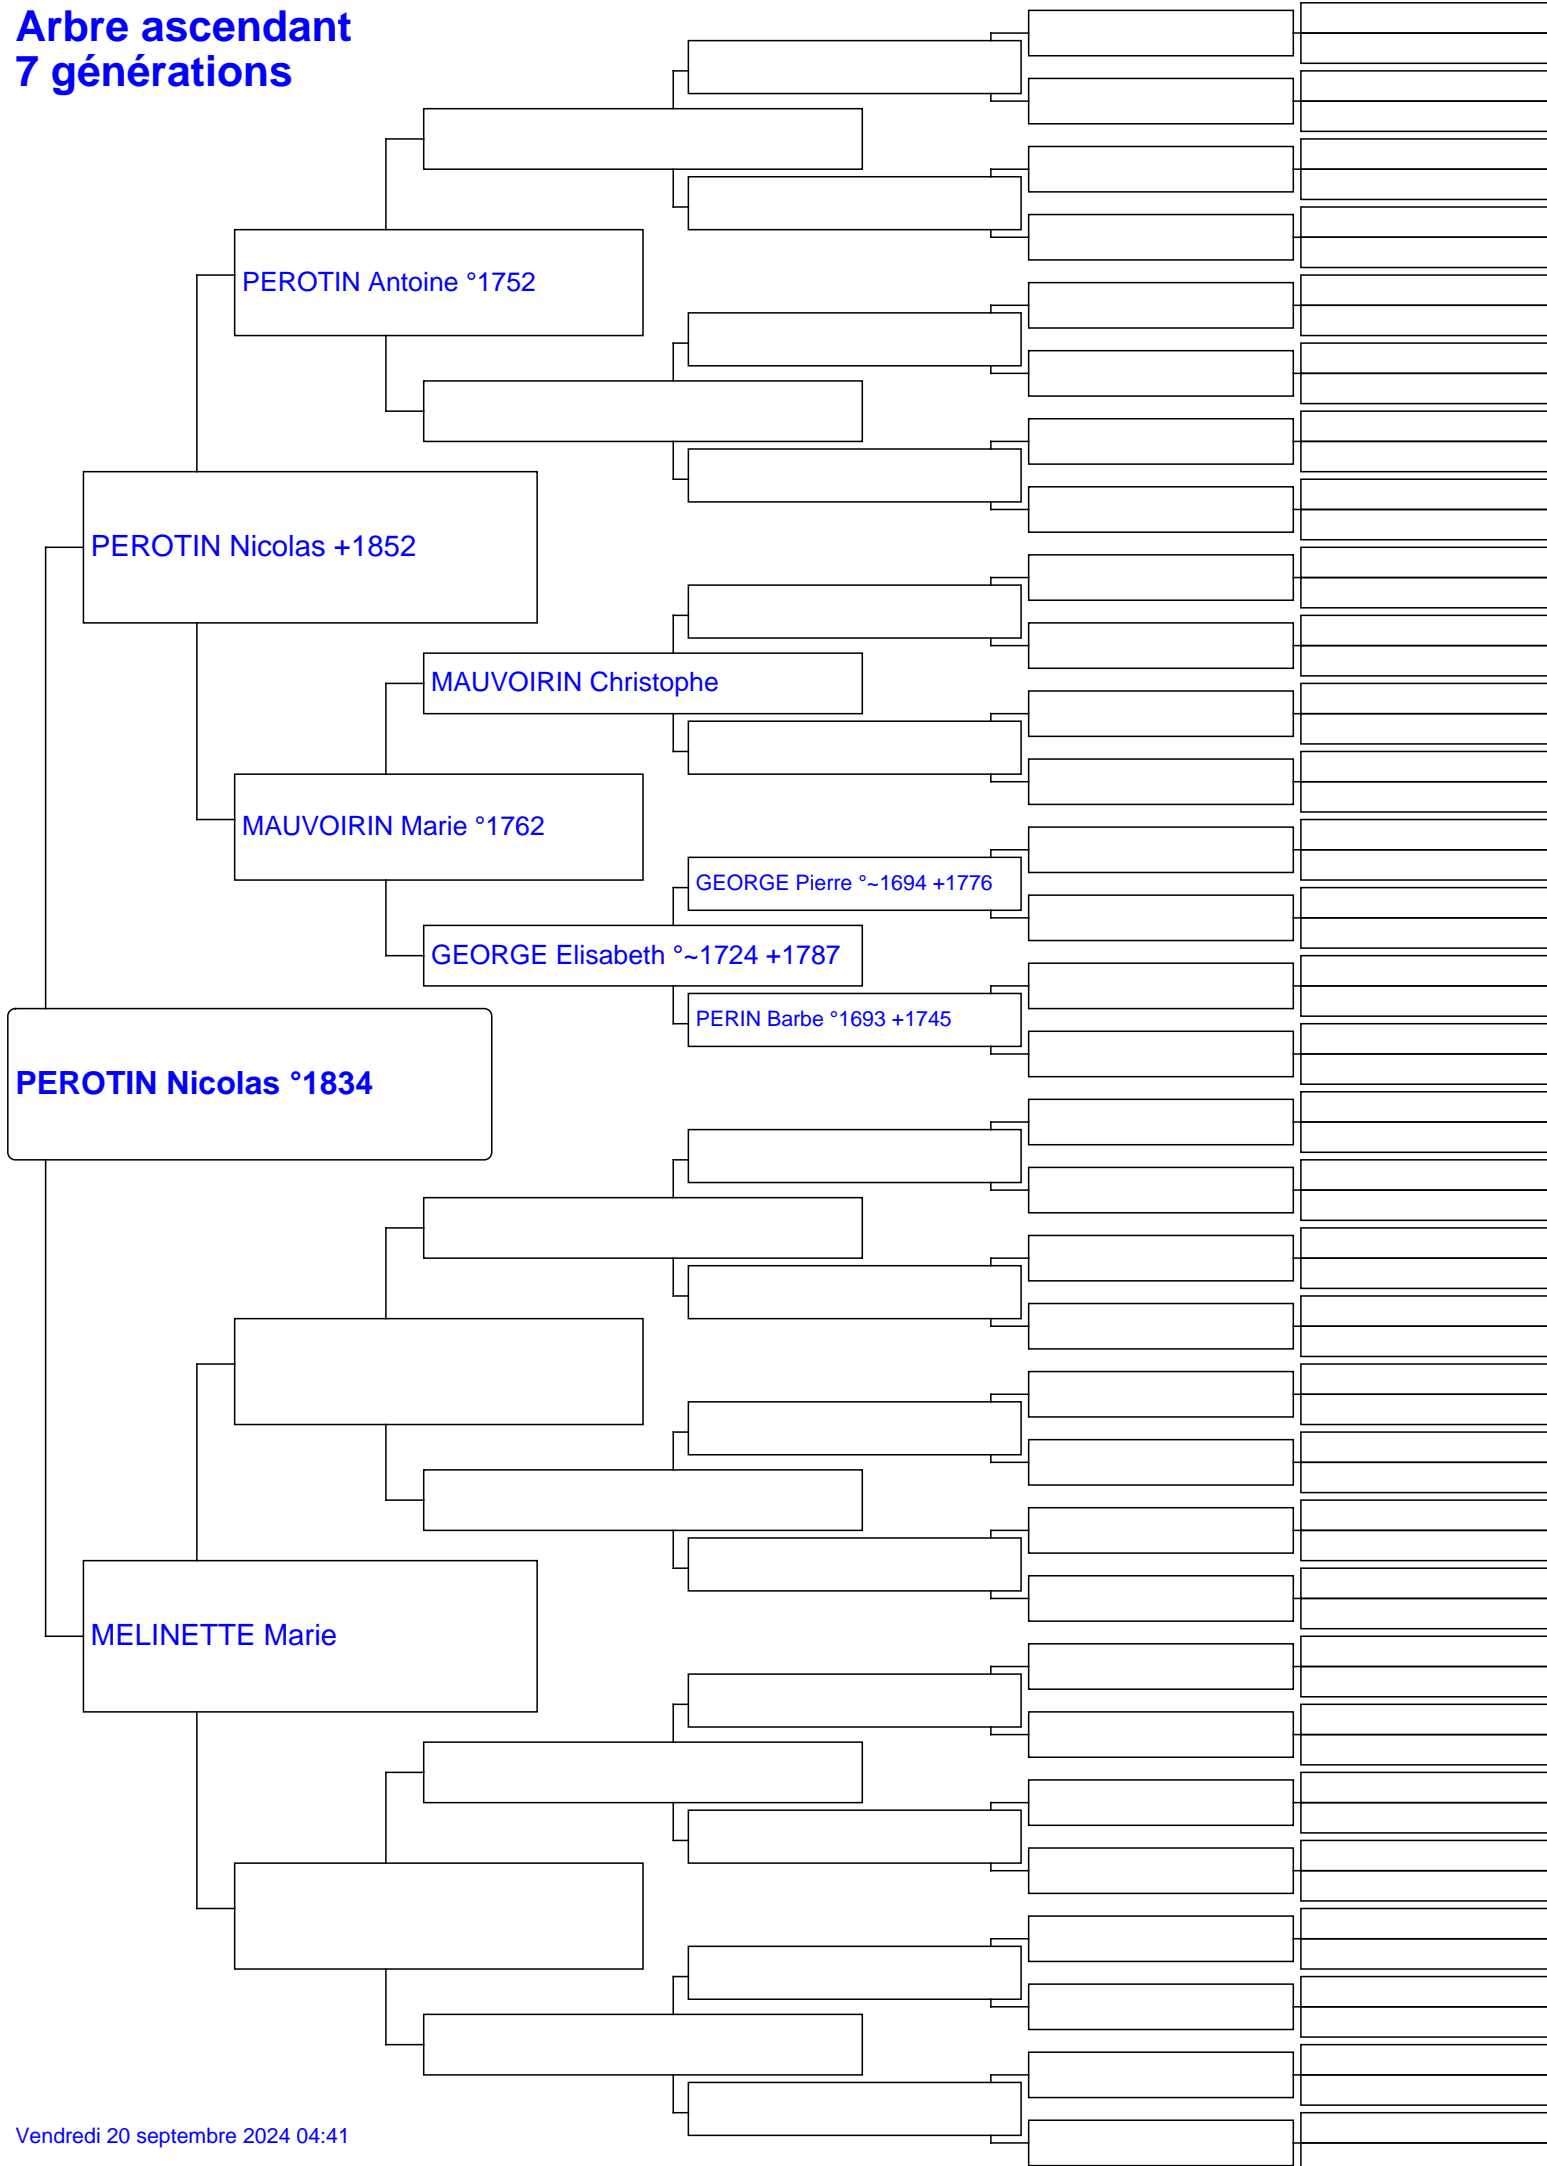 Arbre ascendant
7 générations
PEROTIN Antoine °1752
PEROTIN Nicolas +1852
MAUVOIRIN Christophe
MAUVOIRIN Marie °1762
GEORGE Pierre °~1694 +1776
GEORGE Elisabeth °~1724 +1787
PERIN Barbe °1693 +1745
PEROTIN Nicolas °1834
MELINETTE Marie
Vendredi 20 septembre 2024 04:41